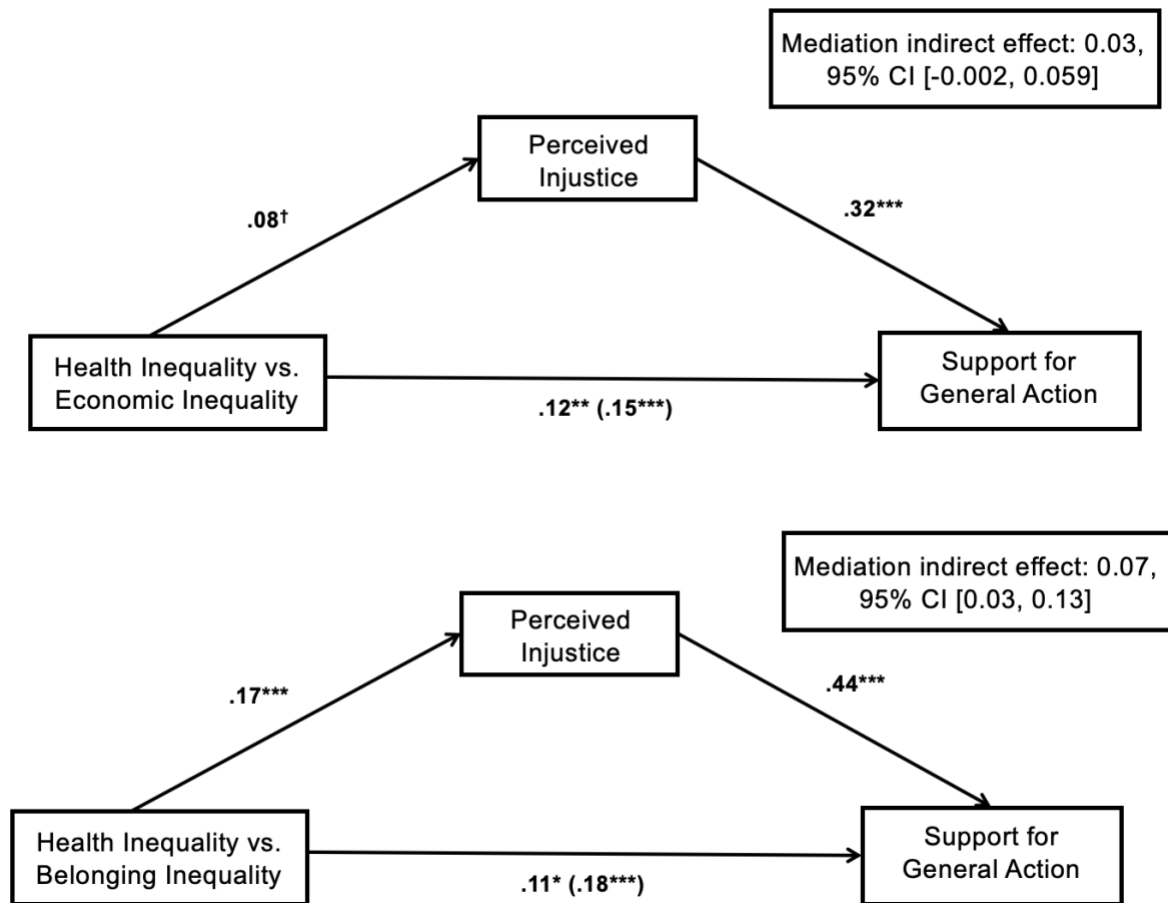 Mediation indirect effect: 0.03,
95% CI [-0.002, 0.059]
Perceived
Injustice
.08†
.32***
Health Inequality vs.
Economic Inequality
Support for
General Action
.12** (.15***)
Mediation indirect effect: 0.07,
95% CI [0.03, 0.13]
Perceived
Injustice
.17***
.44***
Health Inequality vs.
Belonging Inequality
Support for
General Action
.11* (.18***)